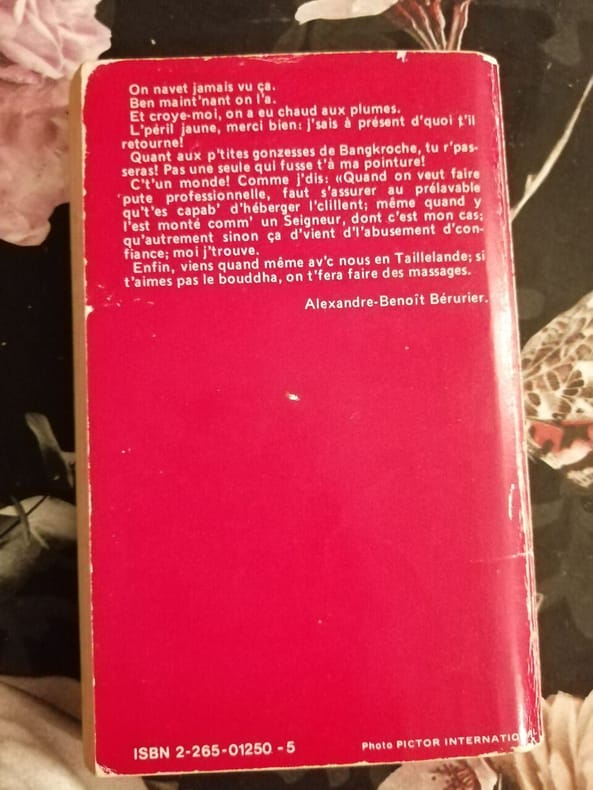 On navet jamais vu ça.
Ben maint'nant on l'a.
Et croye-moi, on a eu chaud aux plumes.
L'péril jaune, merci bien: j'sais à présent d'quoi t'il
retourne!
Quant aux p'tites gonzesses de Bangkroche, tu r'pas-
seras! Pas une seule qui fusse t'à ma pointure!
C't'un monde! Comme j'dis: «Quand on veut faire
pute professionnelle, faut s'assurer au prélavable
qu't'es capab' d'héberger l'clillent; même quand y
l'est monté comm' un Seigneur, dont c'est mon cas;
qu'autrement sinon ça d'vient d'l'abusement d'con-
fiance; moi j'trouve.
Enfin, viens quand même av'c nous en Taillelande; si
t'aimes pas le bouddha, on t'fera faire des massages.
Alexandre-Benoît Bérurier.
ISBN 2-265-01250-5
Photo PICTOR INTERNATIONAL